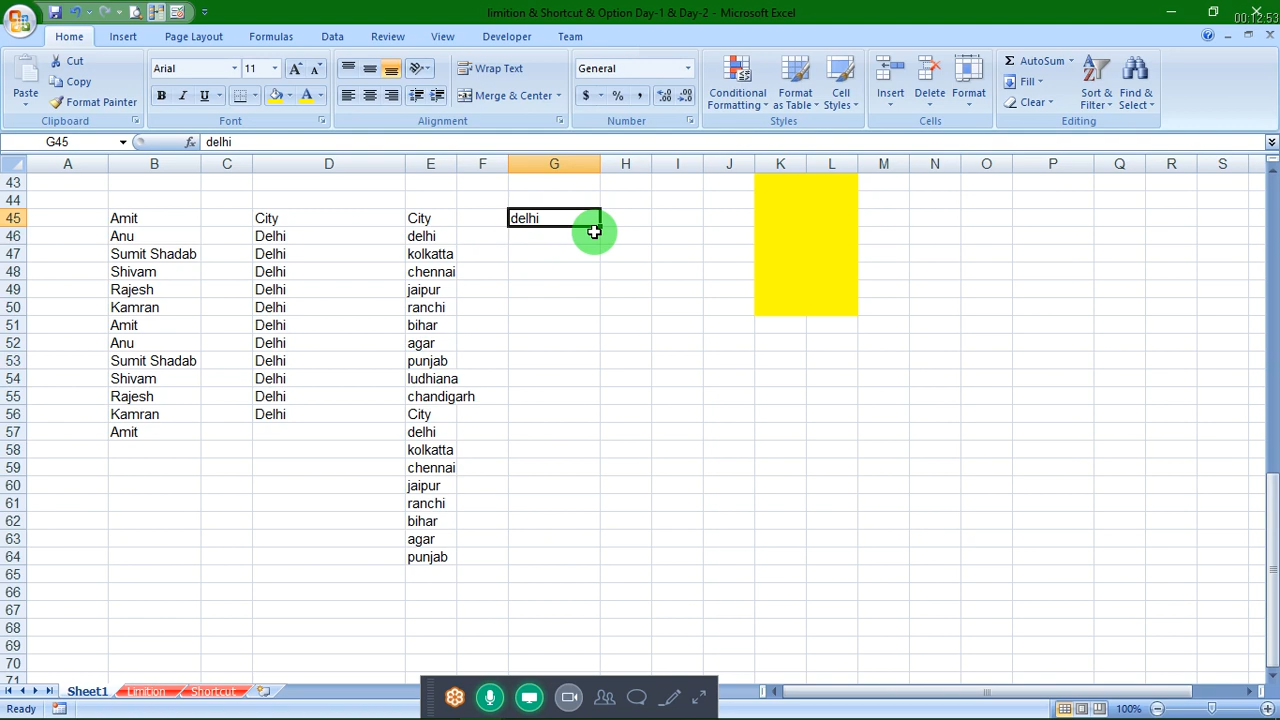 limition & Shortcut & Option Day-1 & Day-2 - Microsoft Excel
00:12:53
Home Insert Page Layout Formulas Data Review View Developer Team
Paste Cut Copy Format Painter Clipboard
Arial 11 B I U A A A Font
Wrap Text Merge & Center Alignment
General $ % , Number
Conditional Formatting Format as Table Cell Styles Styles
Insert Delete Format Cells
AutoSum Fill Clear Sort & Filter Find & Select Editing
G45 fx delhi
A B C D E F G H I J K L M N O P Q R S
43
44
45 Amit City City delhi
46 Anu Delhi delhi
47 Sumit Shadab Delhi kolkatta
48 Shivam Delhi chennai
49 Rajesh Delhi jaipur
50 Kamran Delhi ranchi
51 Amit Delhi bihar
52 Anu Delhi agar
53 Sumit Shadab Delhi punjab
54 Shivam Delhi ludhiana
55 Rajesh Delhi chandigarh
56 Kamran Delhi City
57 Amit delhi
58 kolkatta
59 chennai
60 jaipur
61 ranchi
62 bihar
63 agar
64 punjab
65
66
67
68
69
70
71
Sheet1 Limition Shortcut
Ready 100%